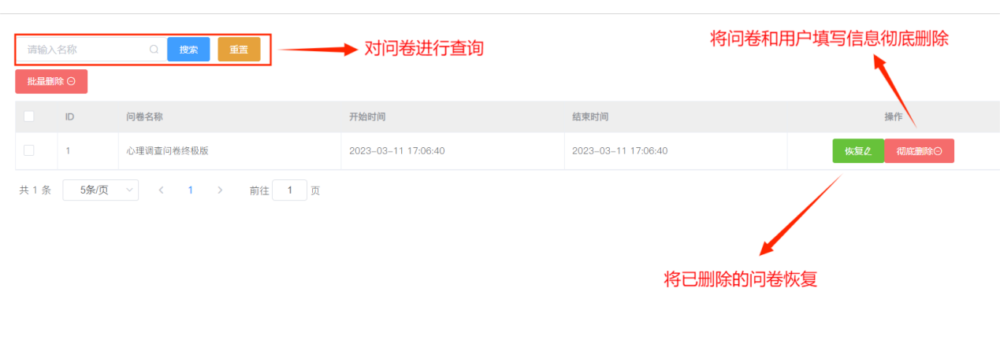 将问卷和用户填写信息彻底删除
请输入名称 搜索 重置 对问卷进行查询
批量删除
ID 问卷名称 开始时间 结束时间 操作
1 心理调查问卷终极版 2023-03-11 17:06:40 2023-03-11 17:06:40 恢复 彻底删除
共 1 条 5条/页 < 1 > 前往 1 页
将已删除的问卷恢复